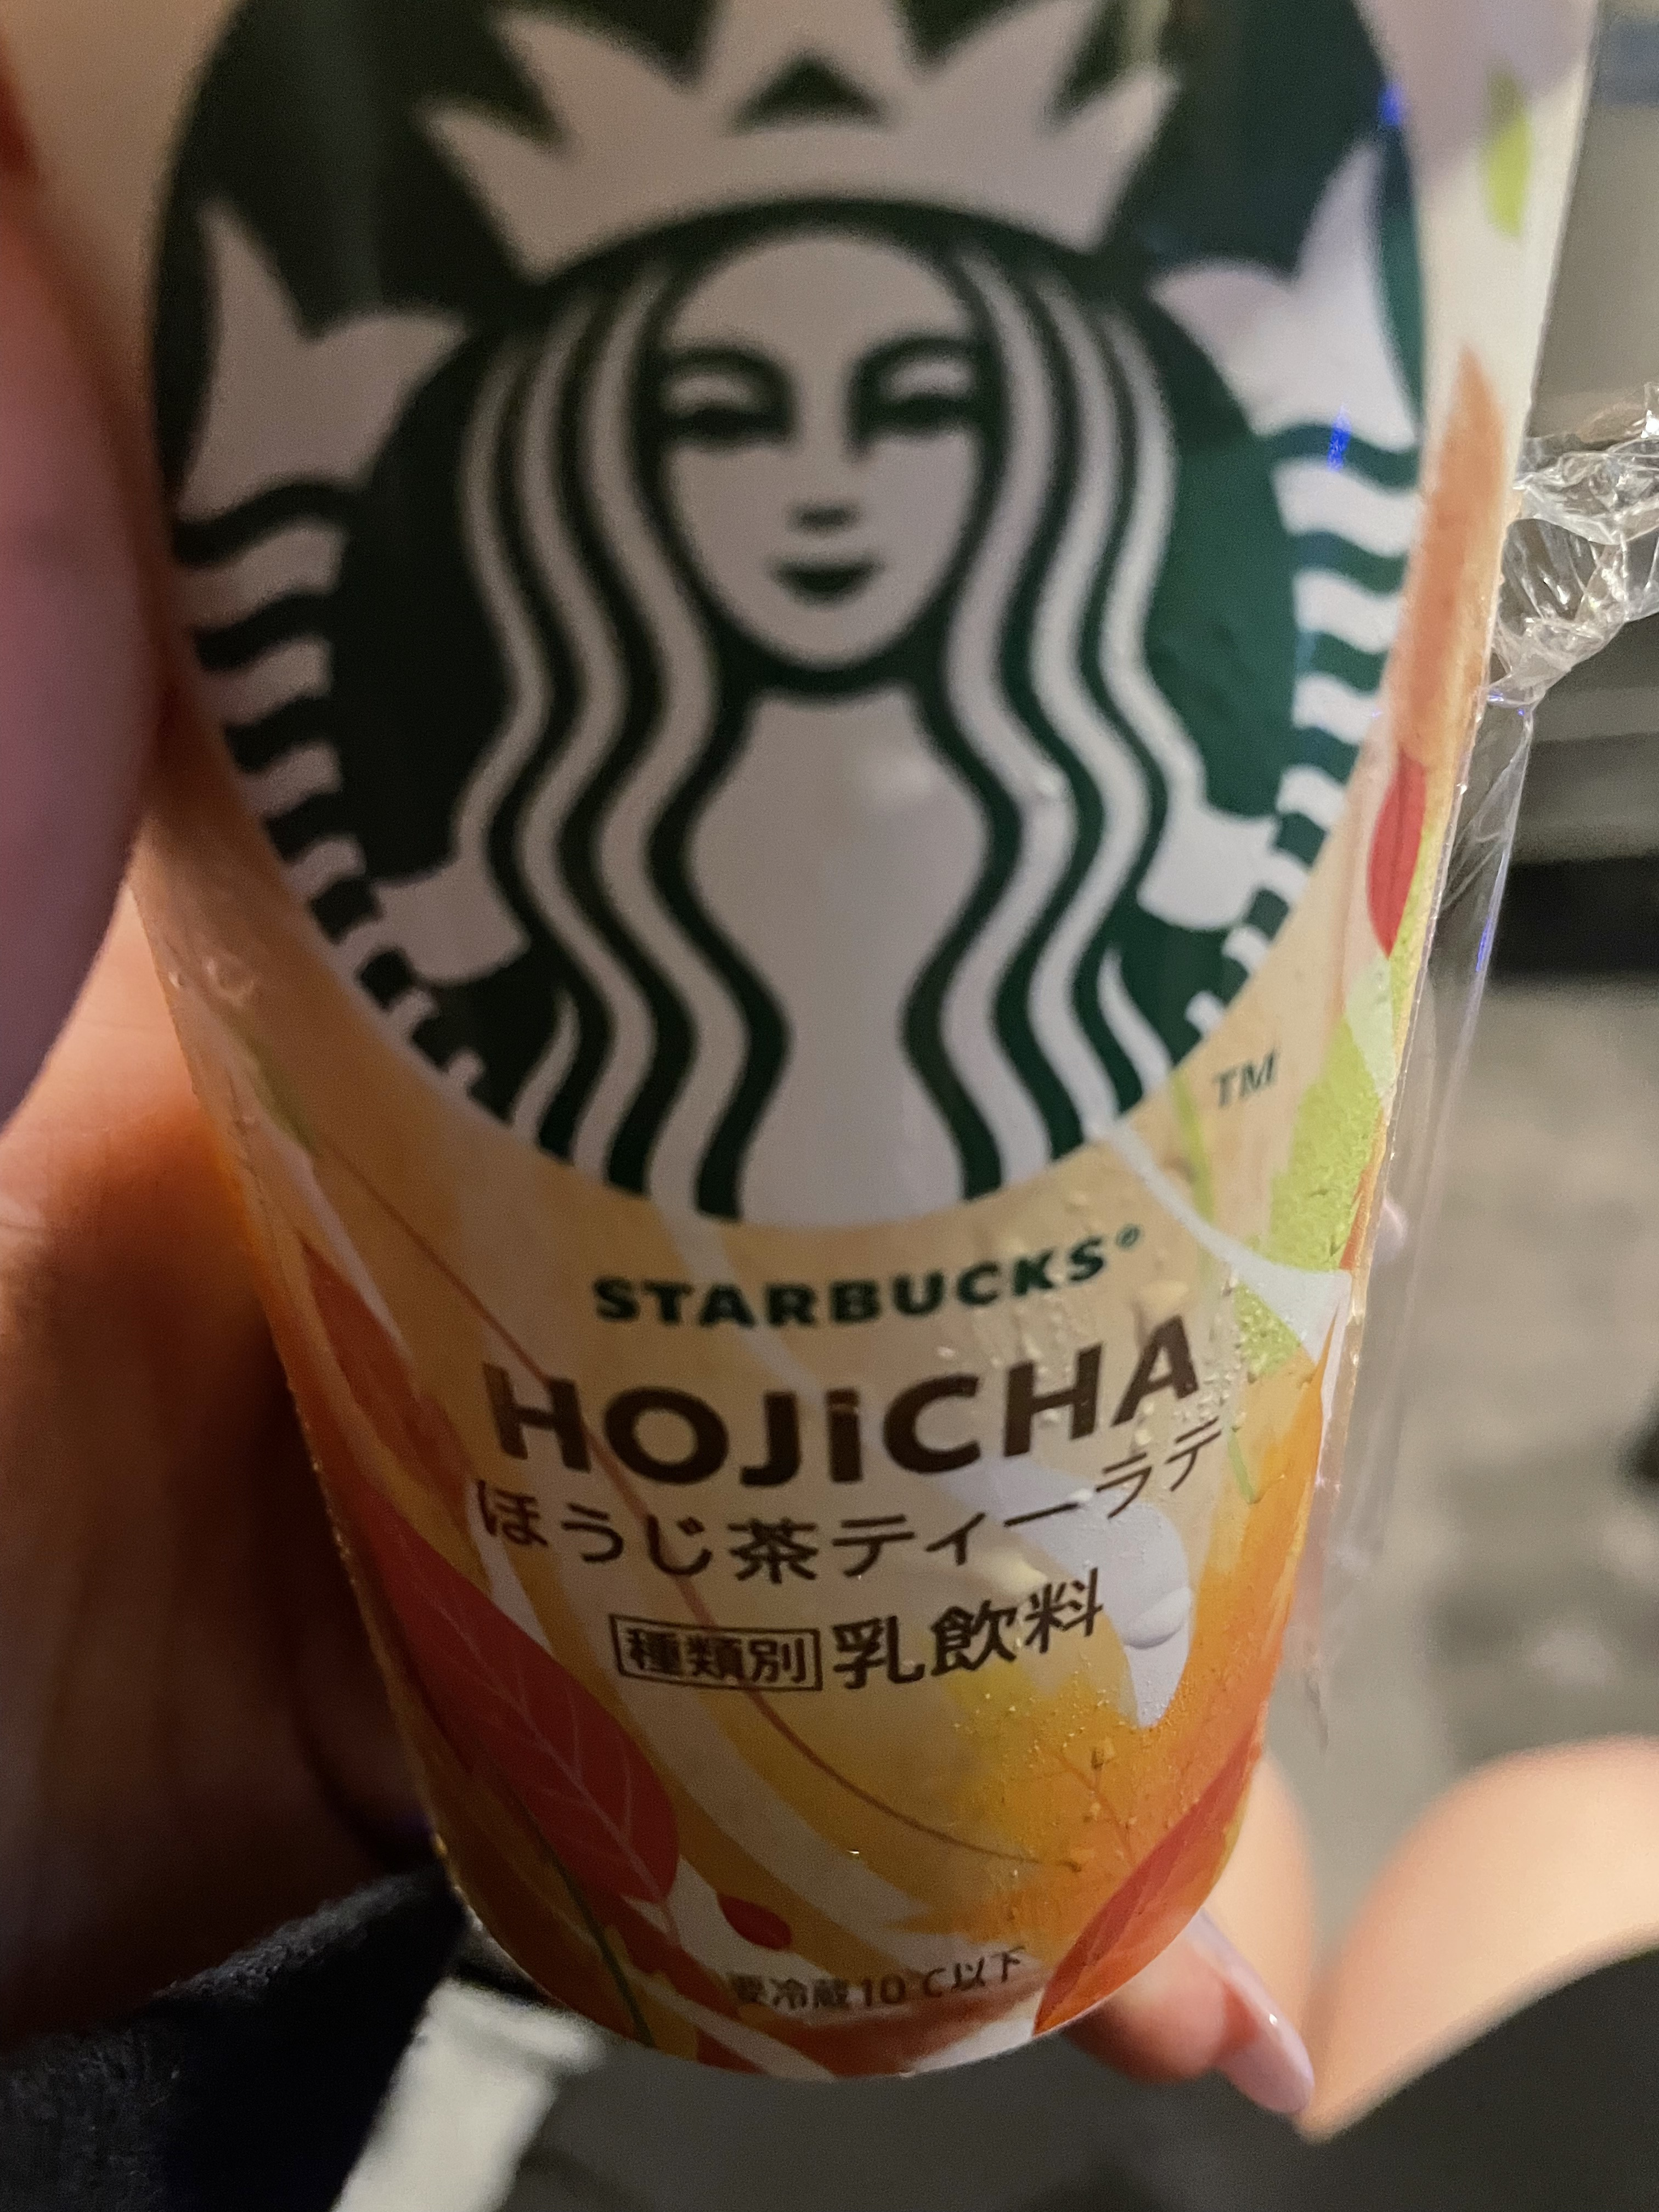 TM
STARBUCKS®
HOJiCHA
ほうじ茶ティーラテ
種類別 乳飲料
要冷蔵10℃以下